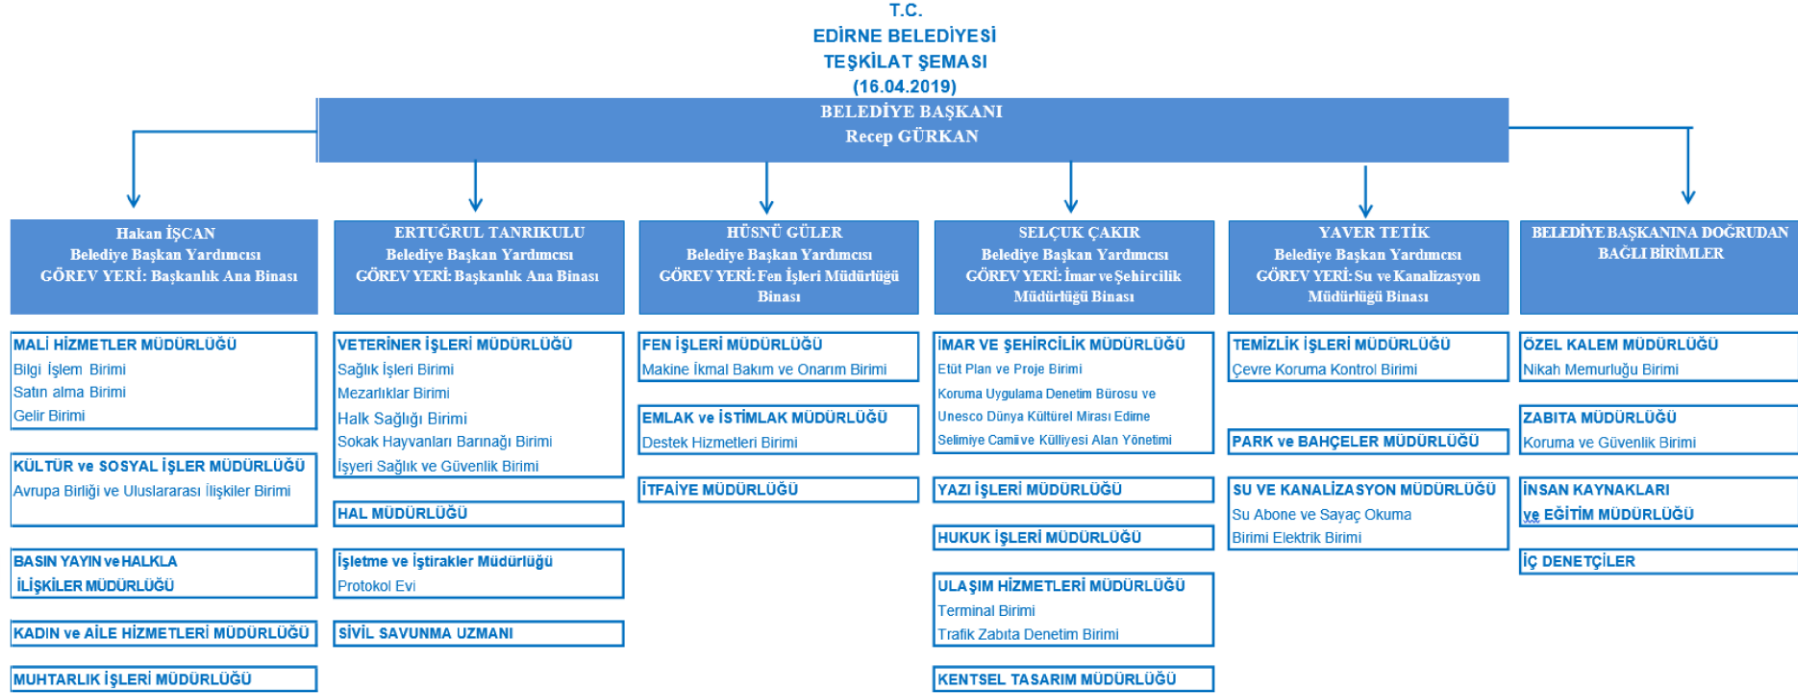 T.C.
EDİRNE BELEDİYESİ
TEŞKİLAT ŞEMASI
(16.04.2019)
BELEDİYE BAŞKANI
Recep GÜRKAN
Hakan İŞCAN
Belediye Başkan Yardımcısı
GÖREV YERİ: Başkanlık Ana Binası
MALİ HİZMETLER MÜDÜRLÜĞÜ
Bilgi İşlem Birimi
Satın alma Birimi
Gelir Birimi
KÜLTÜR ve SOSYAL İŞLER MÜDÜRLÜĞÜ
Avrupa Birliği ve Uluslararası İlişkiler Birimi
BASIN YAYIN ve HALKLA
İLİŞKİLER MÜDÜRLÜĞÜ
KADIN ve AİLE HİZMETLERİ MÜDÜRLÜĞÜ
MUHTARLIK İŞLERİ MÜDÜRLÜĞÜ
ERTUĞRUL TANRIKULU
Belediye Başkan Yardımcısı
GÖREV YERİ: Başkanlık Ana Binası
VETERİNER İŞLERİ MÜDÜRLÜĞÜ
Sağlık İşleri Birimi
Mezarlıklar Birimi
Halk Sağlığı Birimi
Sokak Hayvanları Barınağı Birimi
İşyeri Sağlık ve Güvenlik Birimi
HAL MÜDÜRLÜĞÜ
İşletme ve İştirakler Müdürlüğü
Protokol Evi
SİVİL SAVUNMA UZMANI
HÜSNÜ GÜLER
Belediye Başkan Yardımcısı
GÖREV YERİ: Fen İşleri Müdürlüğü
Binası
FEN İŞLERİ MÜDÜRLÜĞÜ
Makine İkmal Bakım ve Onarım Birimi
EMLAK ve İSTİMLAK MÜDÜRLÜĞÜ
Destek Hizmetleri Birimi
İTFAİYE MÜDÜRLÜĞÜ
SELÇUK ÇAKIR
Belediye Başkan Yardımcısı
GÖREV YERİ: İmar ve Şehircilik
Müdürlüğü Binası
İMAR VE ŞEHİRCİLİK MÜDÜRLÜĞÜ
Etüt Plan ve Proje Birimi
Koruma Uygulama Denetim Bürosu ve
Unesco Dünya Kültürel Mirası Edirne
Selimiye Camii ve Külliyesi Alan Yönetimi
YAZI İŞLERİ MÜDÜRLÜĞÜ
HUKUK İŞLERİ MÜDÜRLÜĞÜ
ULAŞIM HİZMETLERİ MÜDÜRLÜĞÜ
Terminal Birimi
Trafik Zabıta Denetim Birimi
KENTSEL TASARIM MÜDÜRLÜĞÜ
YAVER TETİK
Belediye Başkan Yardımcısı
GÖREV YERİ: Su ve Kanalizasyon
Müdürlüğü Binası
TEMİZLİK İŞLERİ MÜDÜRLÜĞÜ
Çevre Koruma Kontrol Birimi
PARK ve BAHÇELER MÜDÜRLÜĞÜ
SU VE KANALİZASYON MÜDÜRLÜĞÜ
Su Abone ve Sayaç Okuma
Birimi Elektrik Birimi
BELEDİYE BAŞKANINA DOĞRUDAN
BAĞLI BİRİMLER
ÖZEL KALEM MÜDÜRLÜĞÜ
Nikah Memurluğu Birimi
ZABITA MÜDÜRLÜĞÜ
Koruma ve Güvenlik Birimi
İNSAN KAYNAKLARI
ve EĞİTİM MÜDÜRLÜĞÜ
İÇ DENETÇİLER